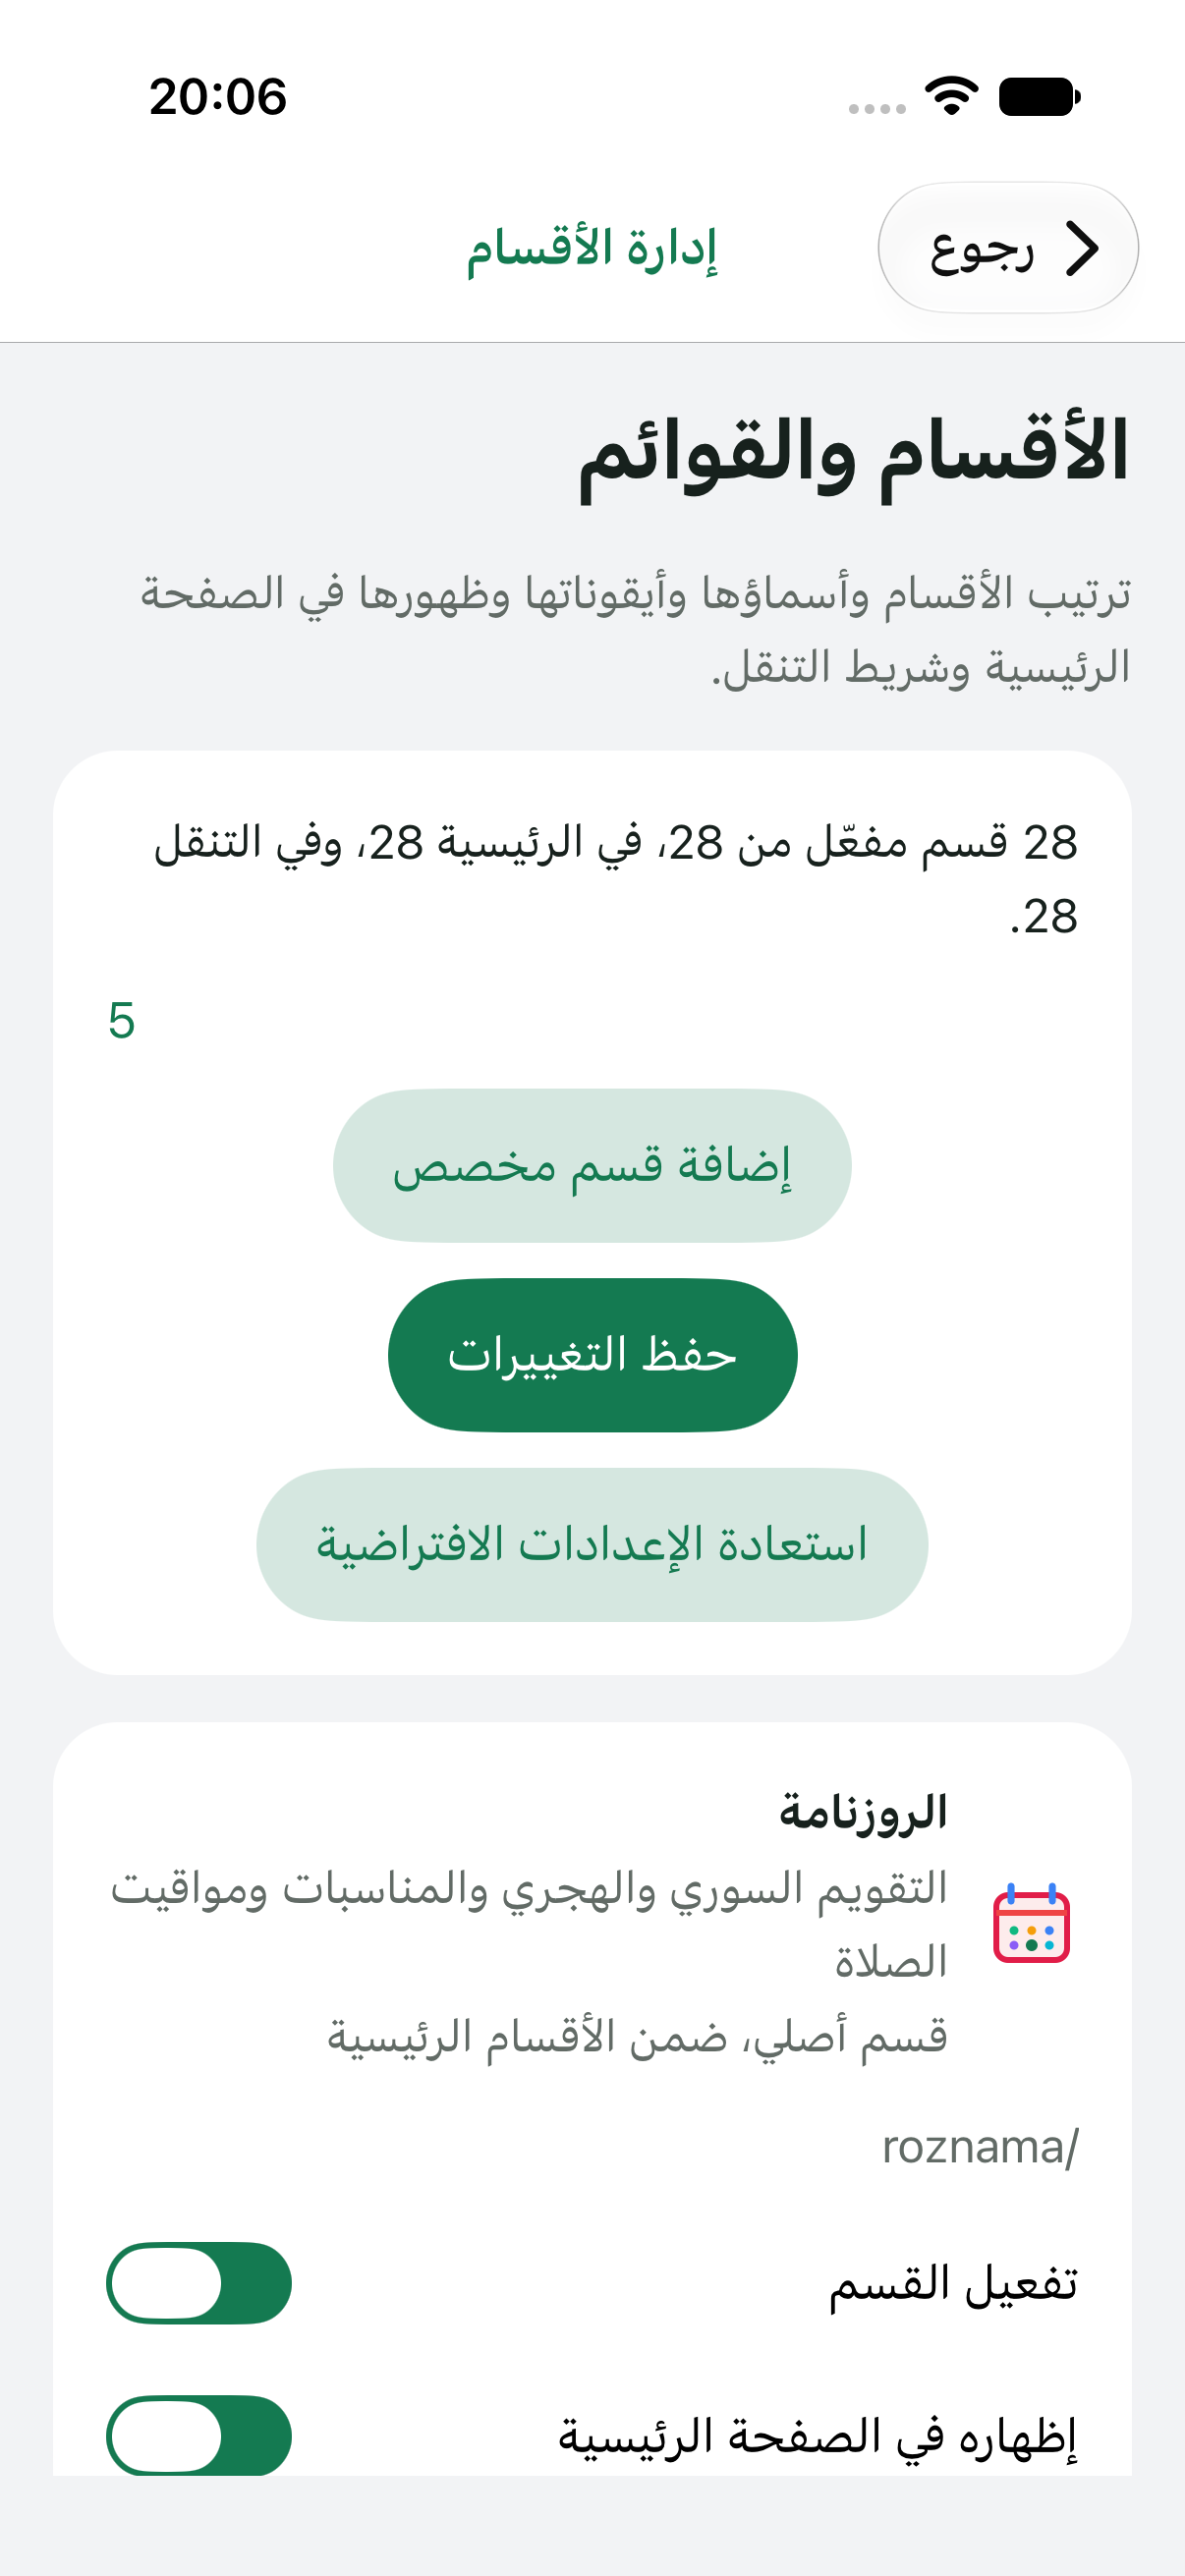 20:06
رجوع
إدارة الأقسام
الأقسام والقوائم
ترتيب الأقسام وأسماؤها وأيقوناتها وظهورها في الصفحة
الرئيسية وشريط التنقل.
28 قسم مفعّل من 28، في الرئيسية 28، وفي التنقل
28.
5
إضافة قسم مخصص
حفظ التغييرات
استعادة الإعدادات الافتراضية
الروزنامة
التقويم السوري والهجري والمناسبات ومواقيت
الصلاة
قسم أصلي، ضمن الأقسام الرئيسية
roznama/
تفعيل القسم
إظهاره في الصفحة الرئيسية